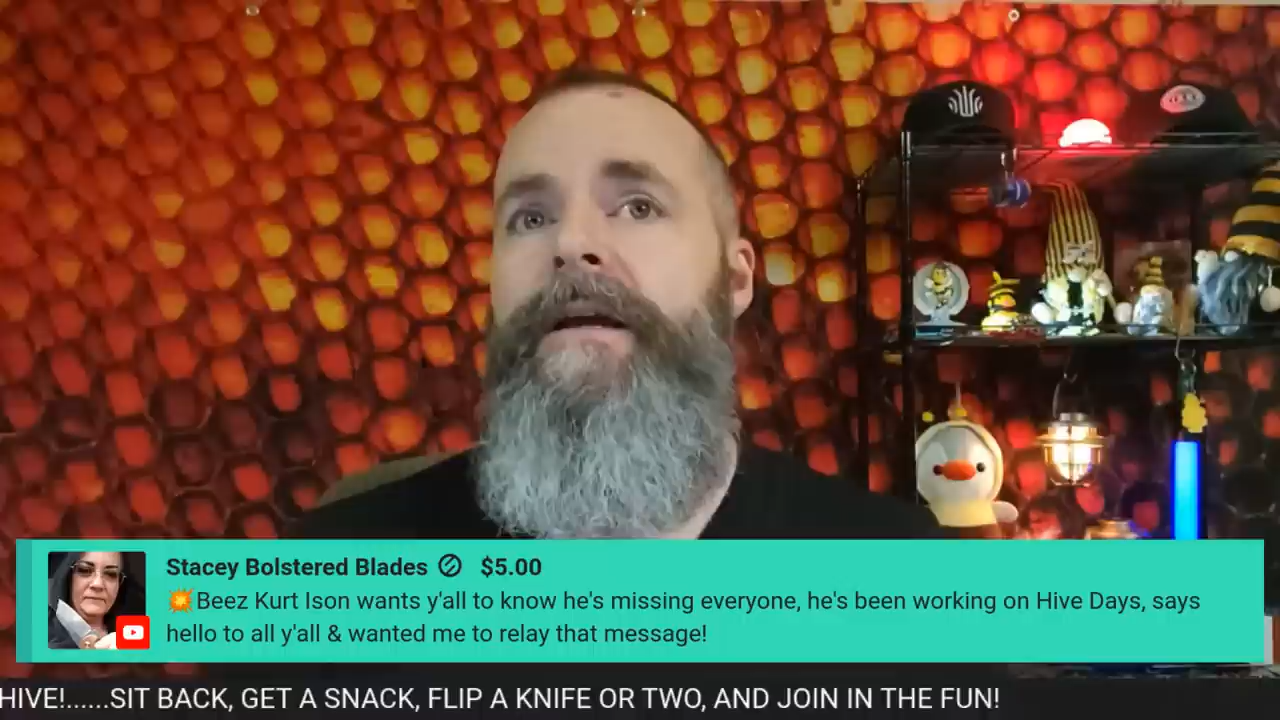 Stacey Bolstered Blades $5.00
💥Beez Kurt Ison wants y'all to know he's missing everyone, he's been working on Hive Days, says
hello to all y'all & wanted me to relay that message!
HIVE!......SIT BACK, GET A SNACK, FLIP A KNIFE OR TWO, AND JOIN IN THE FUN!